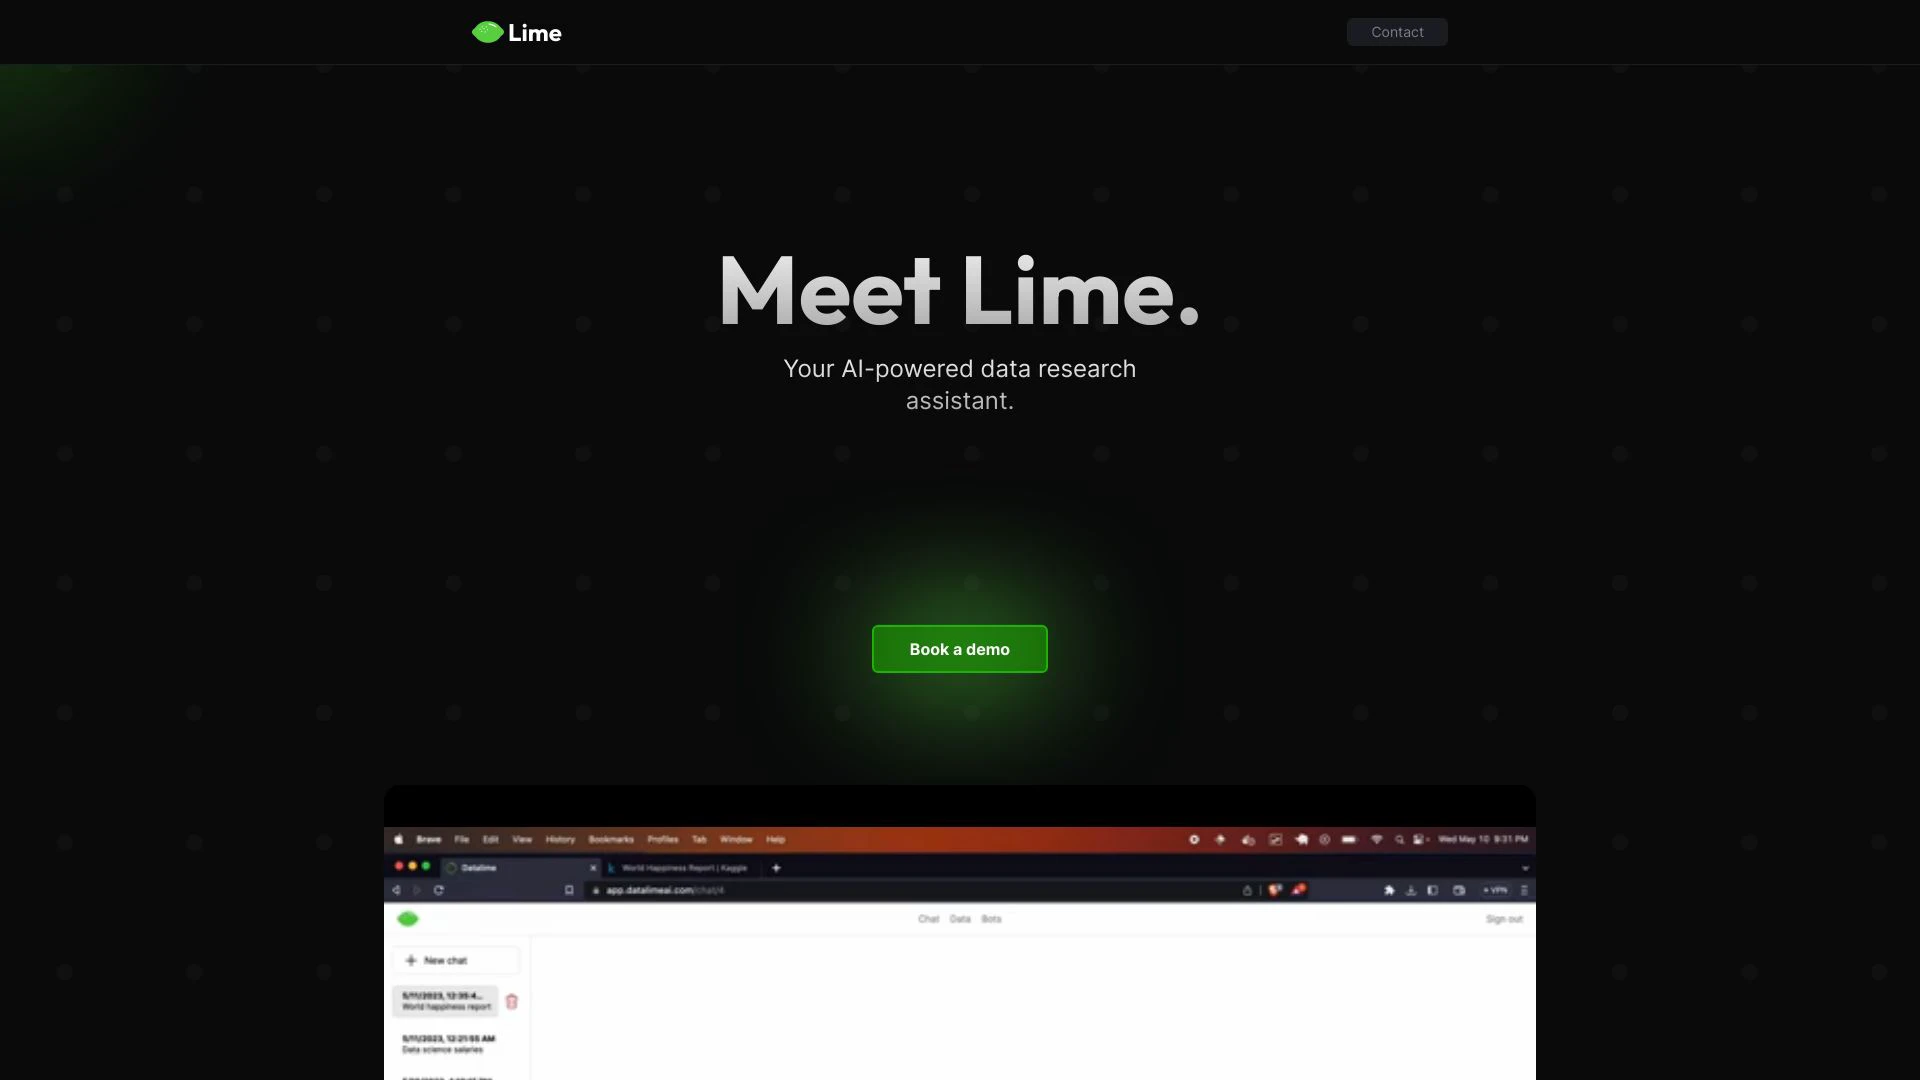 Lime
Contact
Meet Lime.
Your AI-powered data research
assistant.
Book a demo
Brave File Edit View History Bookmarks Profiles Tab Window Help Wed May 10 9:31 PM
Datalime World Happiness Report | Kaggle
app.datalimeai.com/chat/4 VPN
Chat Data Bots Sign out
New chat
5/11/2023, 12:35:4...
World happiness report
5/11/2023, 12:21:55 AM
Data science salaries